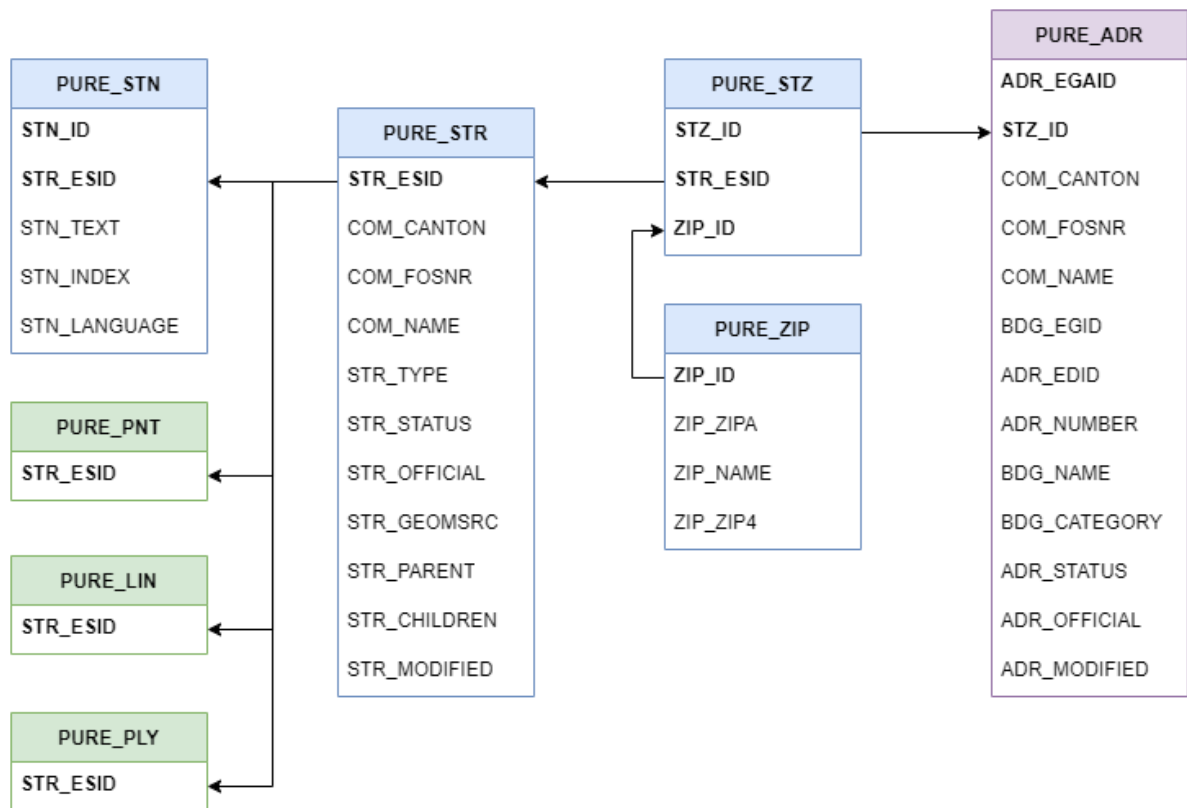 PURE_STN
STN_ID
STR_ESID
STN_TEXT
STN_INDEX
STN_LANGUAGE
PURE_PNT
STR_ESID
PURE_LIN
STR_ESID
PURE_PLY
STR_ESID
PURE_STR
STR_ESID
COM_CANTON
COM_FOSNR
COM_NAME
STR_TYPE
STR_STATUS
STR_OFFICIAL
STR_GEOMSRC
STR_PARENT
STR_CHILDREN
STR_MODIFIED
PURE_STZ
STZ_ID
STR_ESID
ZIP_ID
PURE_ZIP
ZIP_ID
ZIP_ZIPA
ZIP_NAME
ZIP_ZIP4
PURE_ADR
ADR_EGAID
STZ_ID
COM_CANTON
COM_FOSNR
COM_NAME
BDG_EGID
ADR_EDID
ADR_NUMBER
BDG_NAME
BDG_CATEGORY
ADR_STATUS
ADR_OFFICIAL
ADR_MODIFIED